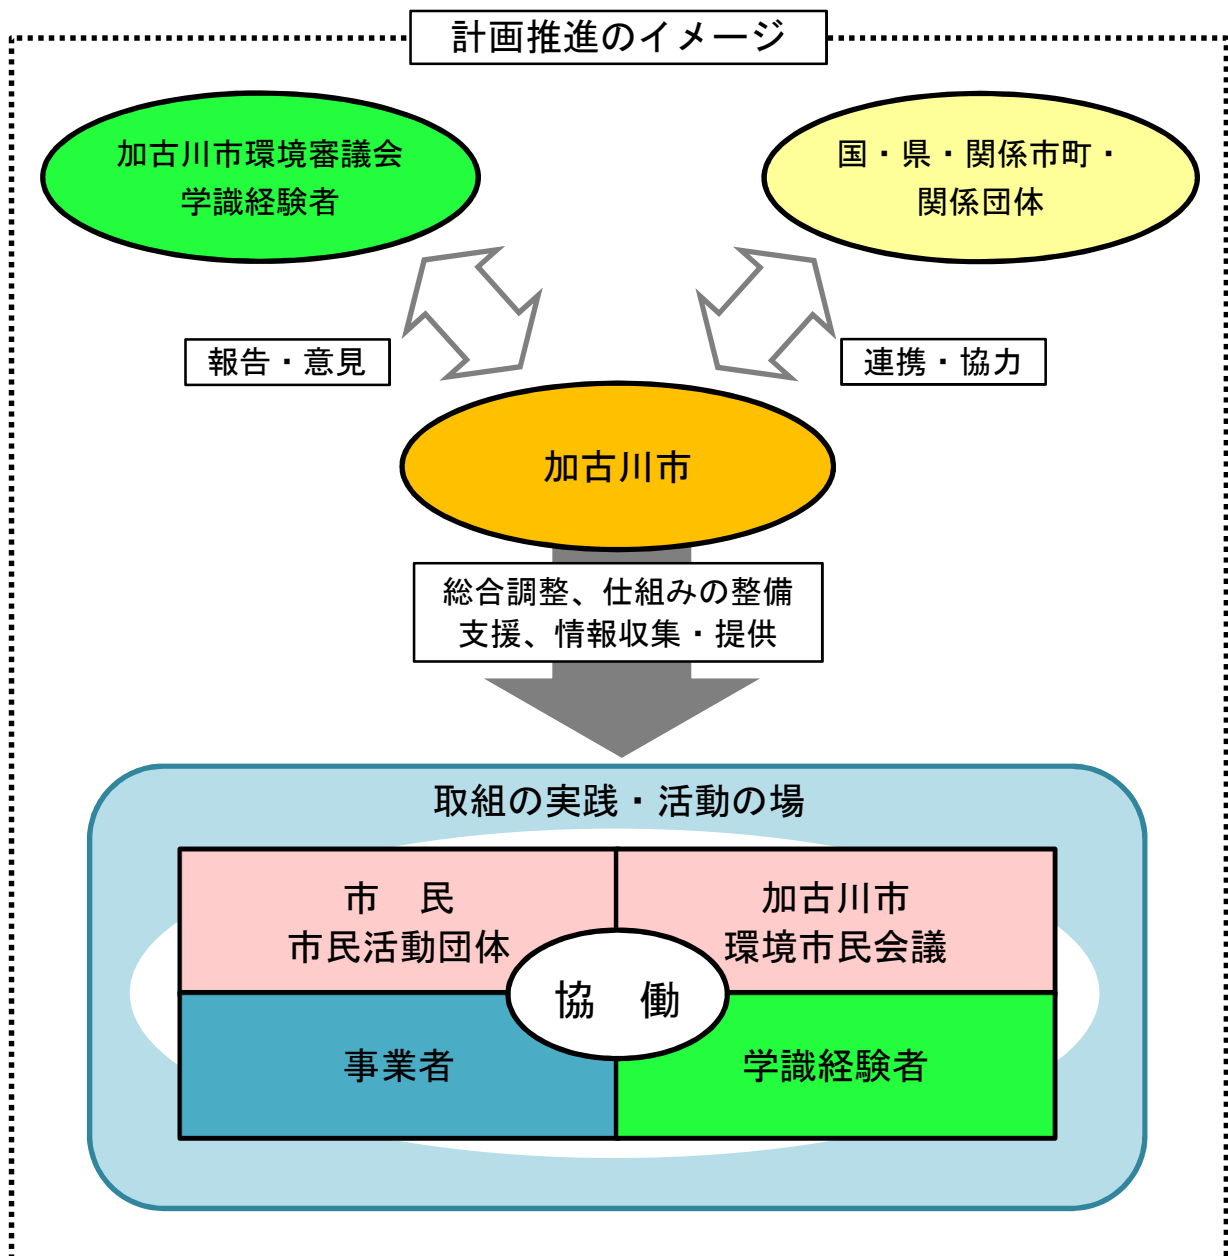 計画推進のイメージ
加古川市環境審議会
学識経験者
国・県・関係市町・
関係団体
報告・意見
連携・協力
加古川市
総合調整、仕組みの整備
支援、情報収集・提供
取組の実践・活動の場
市　民
市民活動団体
加古川市
環境市民会議
協　働
事業者
学識経験者